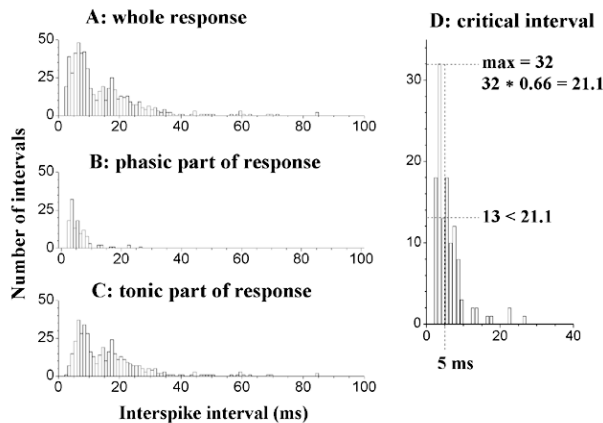 A: whole response
50
25
0
0 20 40 60 80 100
B: phasic part of response
50
25
0
0 20 40 60 80 100
C: tonic part of response
50
25
0
0 20 40 60 80 100
Number of intervals
Interspike interval (ms)
D: critical interval
30
20
10
0
0 20 40
max = 32
32 * 0.66 = 21.1
13 < 21.1
5 ms